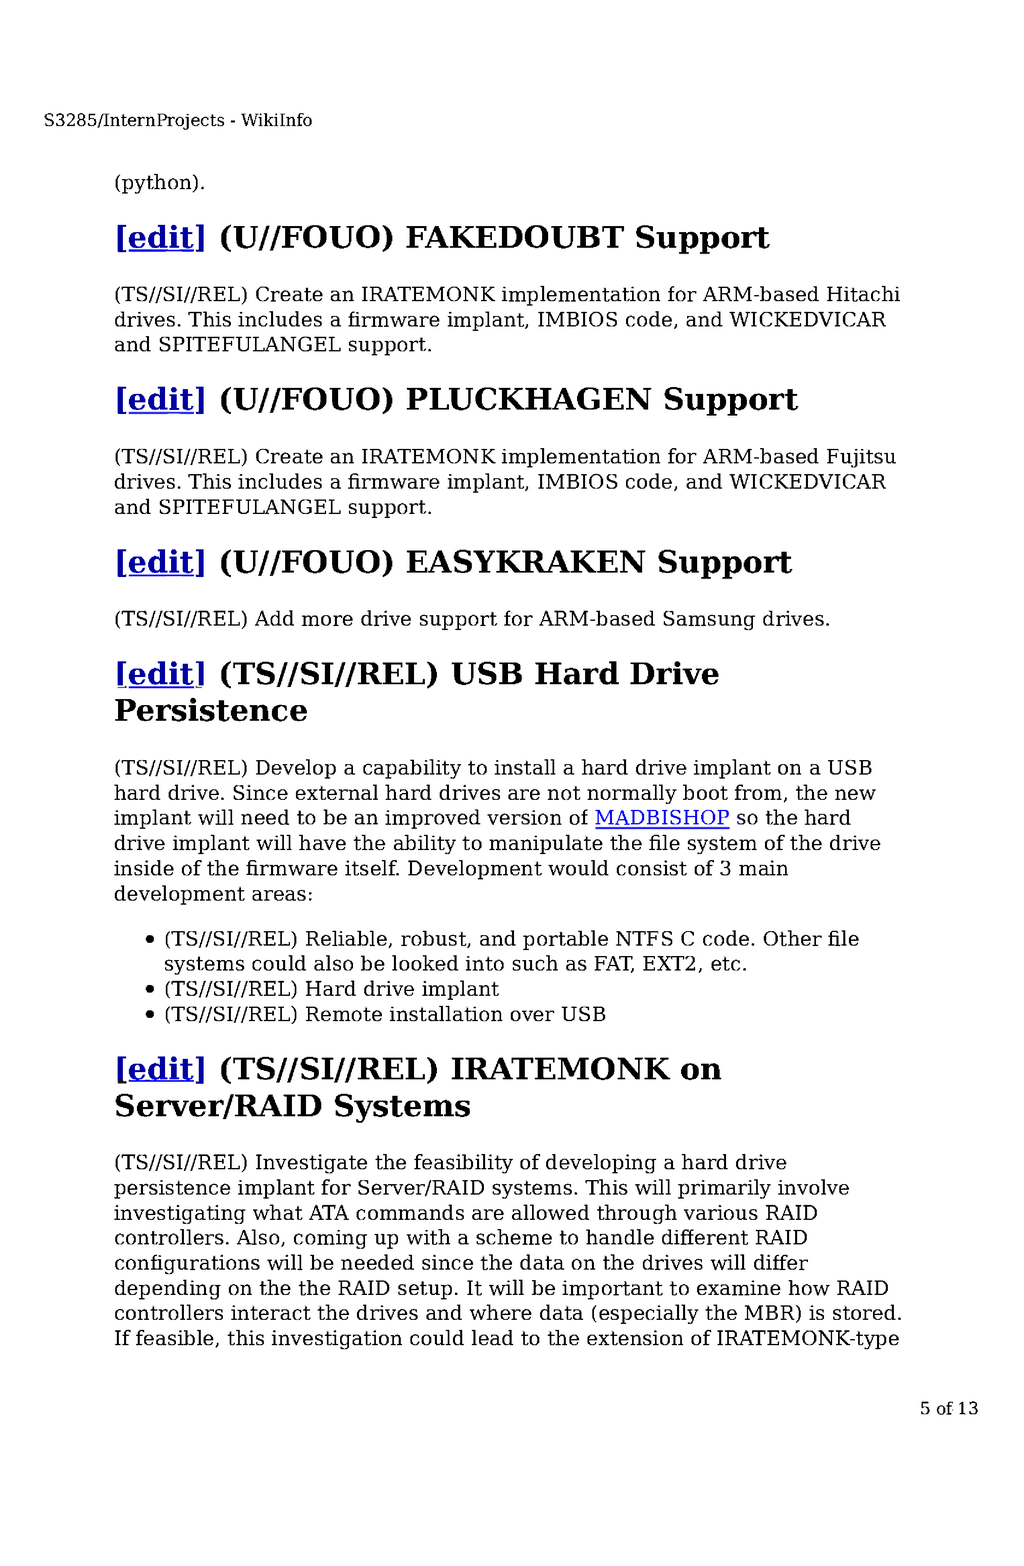 S3285/InternProjects - WikiInfo
(python).
[edit] (U//FOUO) FAKEDOUBT Support
(TS//SI//REL) Create an IRATEMONK implementation for ARM-based Hitachi
drives. This includes a firmware implant, IMBIOS code, and WICKEDVICAR
and SPITEFULANGEL support.
[edit] (U//FOUO) PLUCKHAGEN Support
(TS//SI//REL) Create an IRATEMONK implementation for ARM-based Fujitsu
drives. This includes a firmware implant, IMBIOS code, and WICKEDVICAR
and SPITEFULANGEL support.
[edit] (U//FOUO) EASYKRAKEN Support
(TS//SI//REL) Add more drive support for ARM-based Samsung drives.
[edit] (TS//SI//REL) USB Hard Drive
Persistence
(TS//SI//REL) Develop a capability to install a hard drive implant on a USB
hard drive. Since external hard drives are not normally boot from, the new
implant will need to be an improved version of MADBISHOP so the hard
drive implant will have the ability to manipulate the file system of the drive
inside of the firmware itself. Development would consist of 3 main
development areas:
• (TS//SI//REL) Reliable, robust, and portable NTFS C code. Other file
systems could also be looked into such as FAT, EXT2, etc.
• (TS//SI//REL) Hard drive implant
• (TS//SI//REL) Remote installation over USB
[edit] (TS//SI//REL) IRATEMONK on
Server/RAID Systems
(TS//SI//REL) Investigate the feasibility of developing a hard drive
persistence implant for Server/RAID systems. This will primarily involve
investigating what ATA commands are allowed through various RAID
controllers. Also, coming up with a scheme to handle different RAID
configurations will be needed since the data on the drives will differ
depending on the the RAID setup. It will be important to examine how RAID
controllers interact the drives and where data (especially the MBR) is stored.
If feasible, this investigation could lead to the extension of IRATEMONK-type
5 of 13